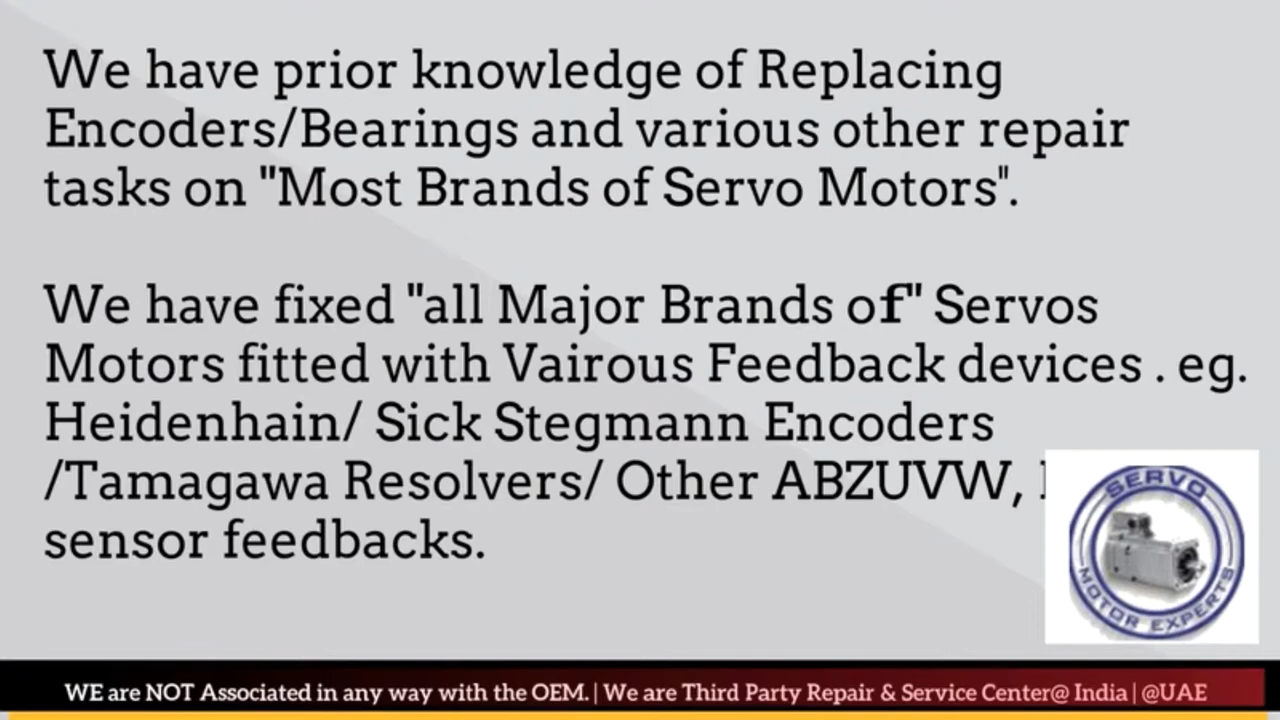 We have prior knowledge of Replacing
Encoders/Bearings and various other repair
tasks on "Most Brands of Servo Motors".
We have fixed "all Major Brands of" Servos
Motors fitted with Vairous Feedback devices . eg.
Heidenhain/ Sick Stegmann Encoders
/Tamagawa Resolvers/ Other ABZUVW,
sensor feedbacks.
SERVO
MOTOR EXPERTS
WE are NOT Associated in any way with the OEM. | We are Third Party Repair & Service Center@ India | @UAE